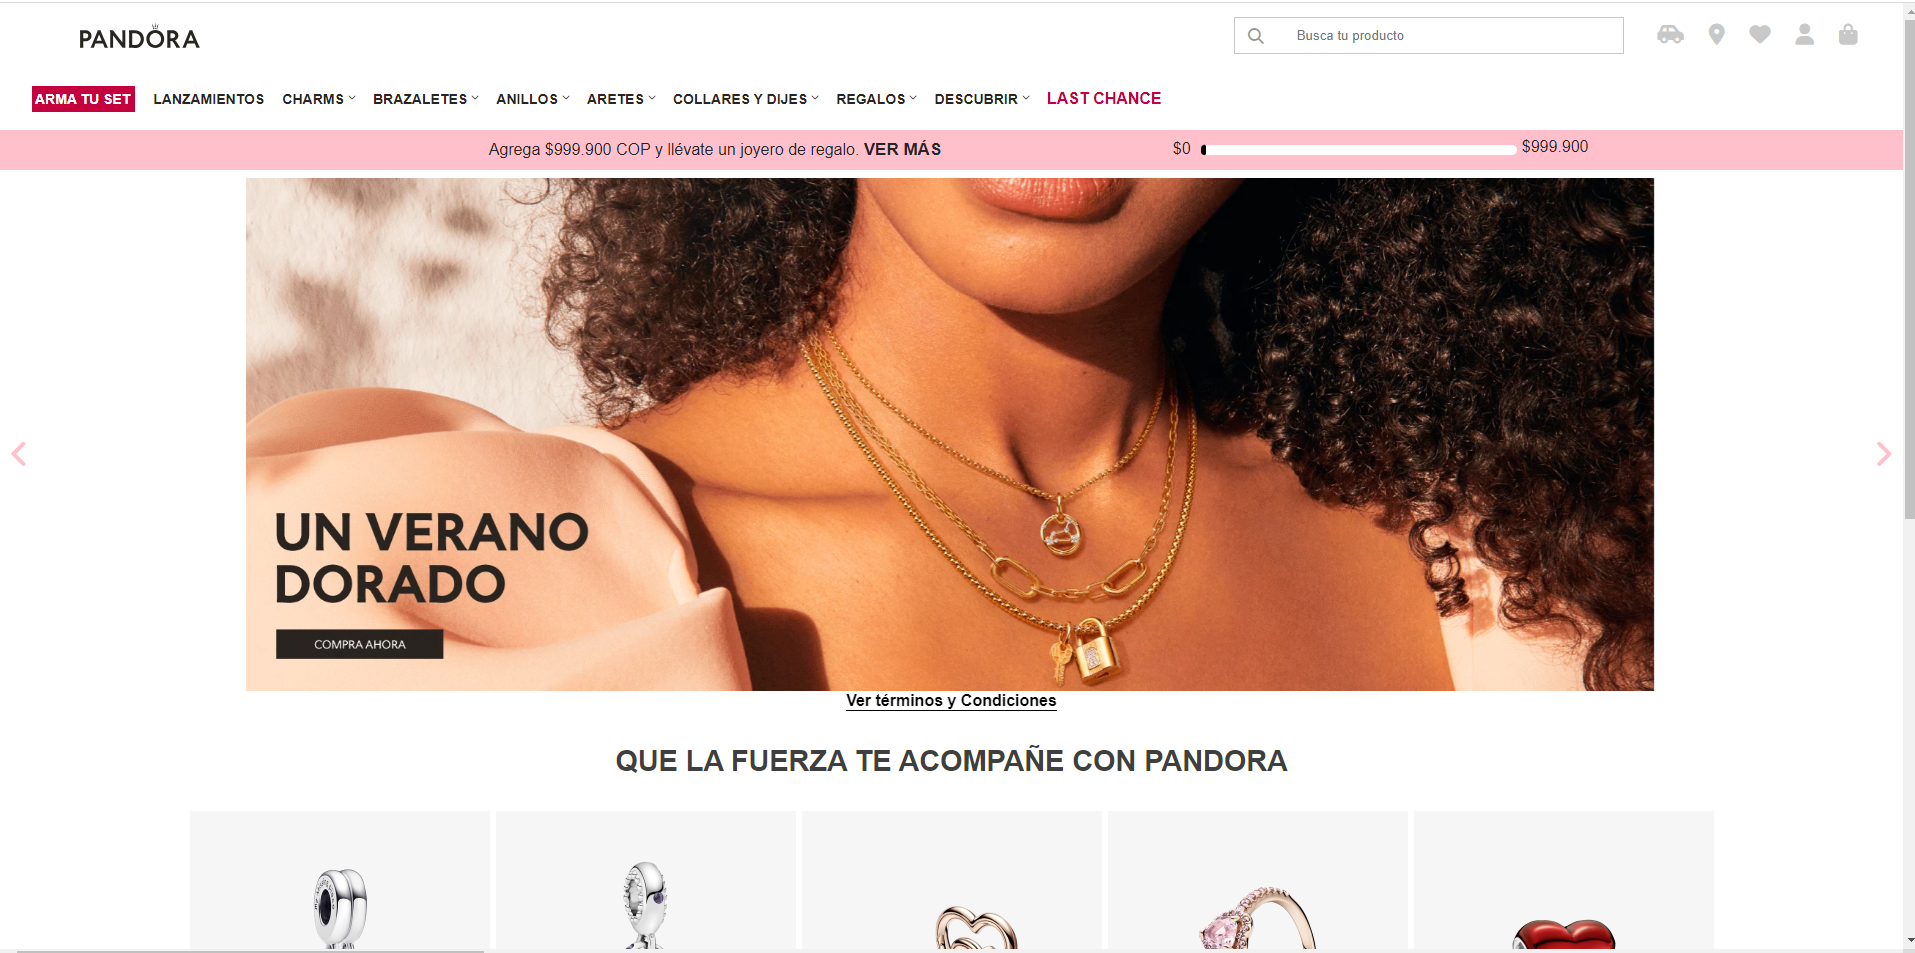 PANDÖRA
Busca tu producto
ARMA TU SET LANZAMIENTOS CHARMS BRAZALETES ANILLOS ARETES COLLARES Y DIJES REGALOS DESCUBRIR LAST CHANCE
Agrega $999.900 COP y llévate un joyero de regalo. VER MÁS $0 $999.900
UN VERANO
DORADO
COMPRA AHORA
Ver términos y Condiciones
QUE LA FUERZA TE ACOMPAÑE CON PANDORA